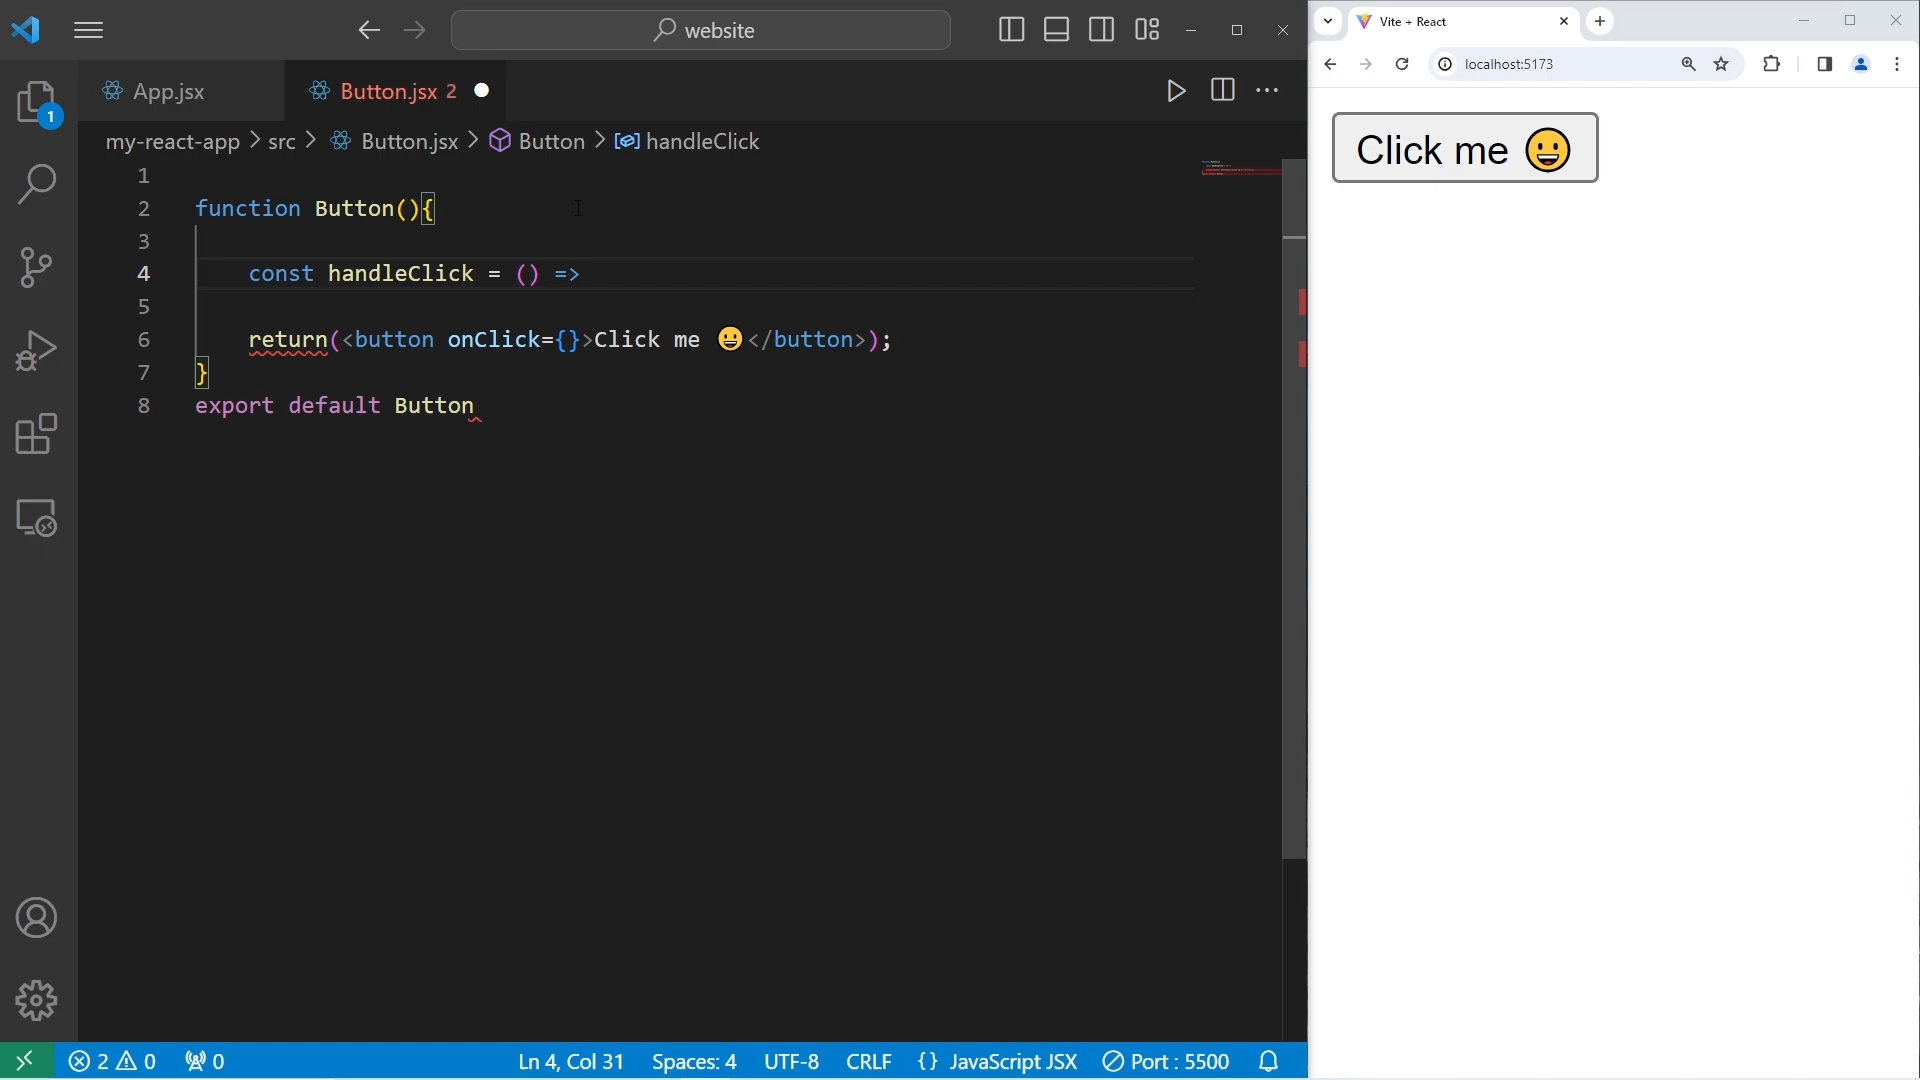 website
App.jsx
Button.jsx 2
my-react-app > src > Button.jsx > Button > handleClick
1
2 function Button(){
3
4 const handleClick = () =>
5
6 return(<button onClick={}>Click me 😀</button>);
7 }
8 export default Button
1
2 0 0
Ln 4, Col 31 Spaces: 4 UTF-8 CRLF {} JavaScript JSX Port : 5500
Vite + React
localhost:5173
Click me 😀